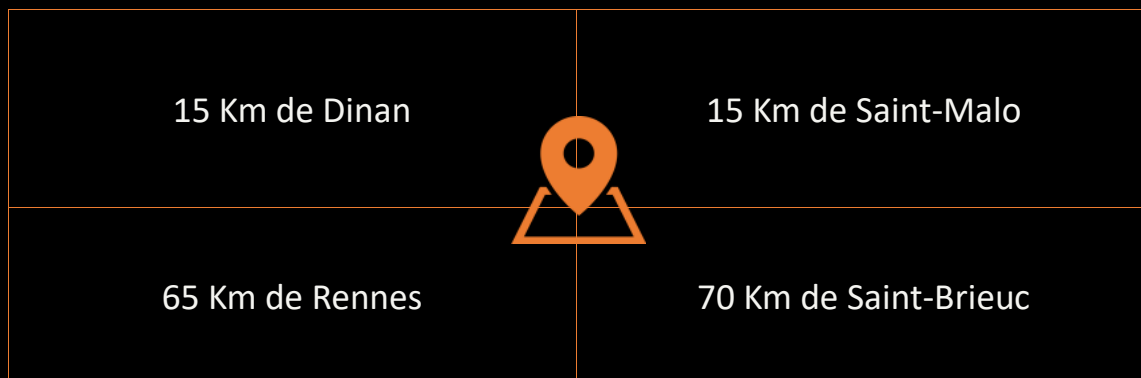 15 Km de Dinan
15 Km de Saint-Malo
65 Km de Rennes
70 Km de Saint-Brieuc